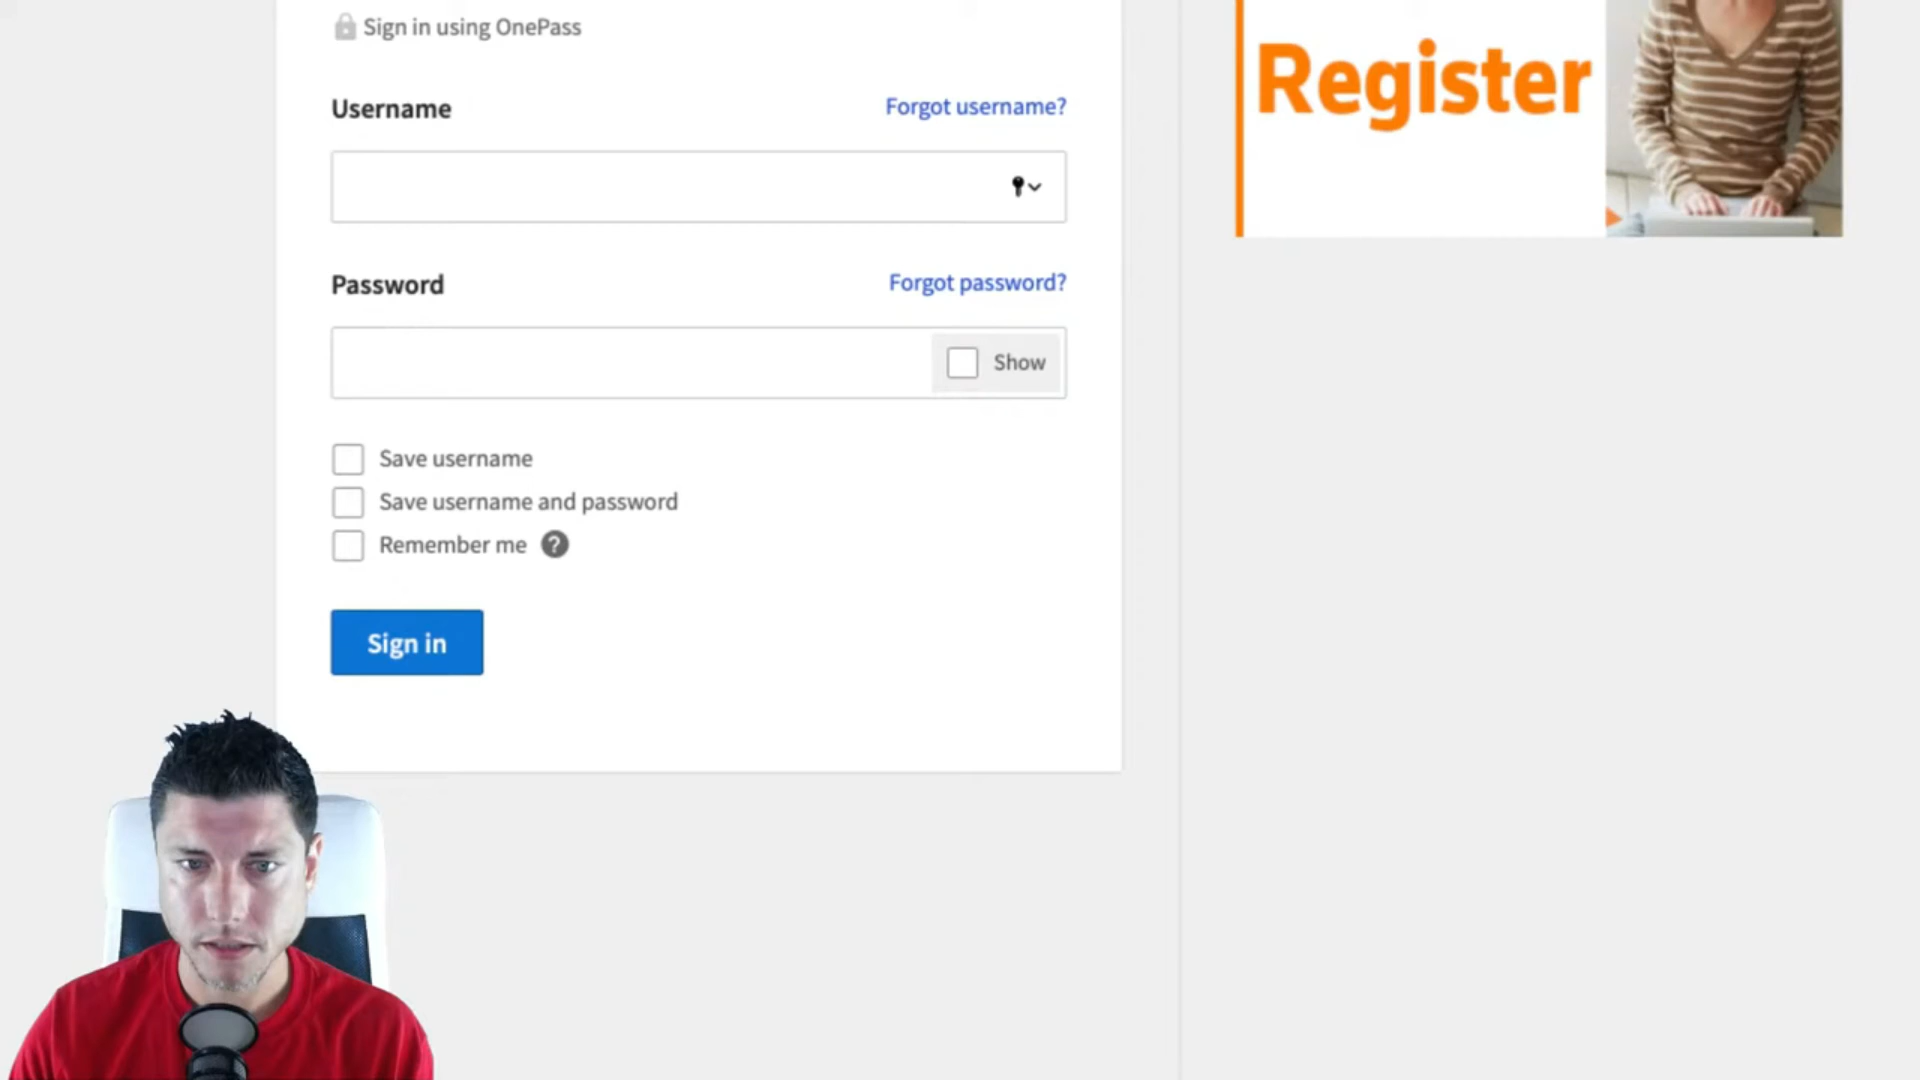 Sign in using OnePass
Username
Forgot username?
Password
Forgot password?
Show
Save username
Save username and password
Remember me ?
Sign in
Register